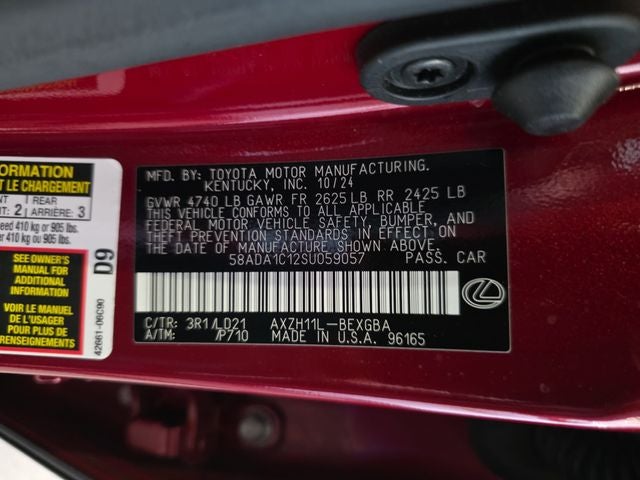 FORMATION
T LE CHARGEMENT
NT REAR
NT: 2 ARRIÈRE: 3
eed 410 kg or 905 lbs.
r 410 kg ou 905 lbs.
SEE OWNER'S
MANUAL FOR
ADDITIONAL
INFORMATION
VOIR LE MANUEL
DE L'USAGER
POUR PLUS DE
RENSEIGNEMENTS
D9
42661-06C90
MFD. BY: TOYOTA MOTOR MANUFACTURING.
KENTUCKY, INC. 10/24
GVWR 4740 LB GAWR FR 2625 LB RR 2425 LB
THIS VEHICLE CONFORMS TO ALL APPLICABLE
FEDERAL MOTOR VEHICLE SAFETY, BUMPER, AND
THEFT PREVENTION STANDARDS IN EFFECT ON
THE DATE OF MANUFACTURE SHOWN ABOVE.
58ADA1C12SU059057 PASS. CAR
C/TR: 3R1/LD21 AXZH11L-BEXGBA
A/TM: /P710 MADE IN U.S.A. 96165